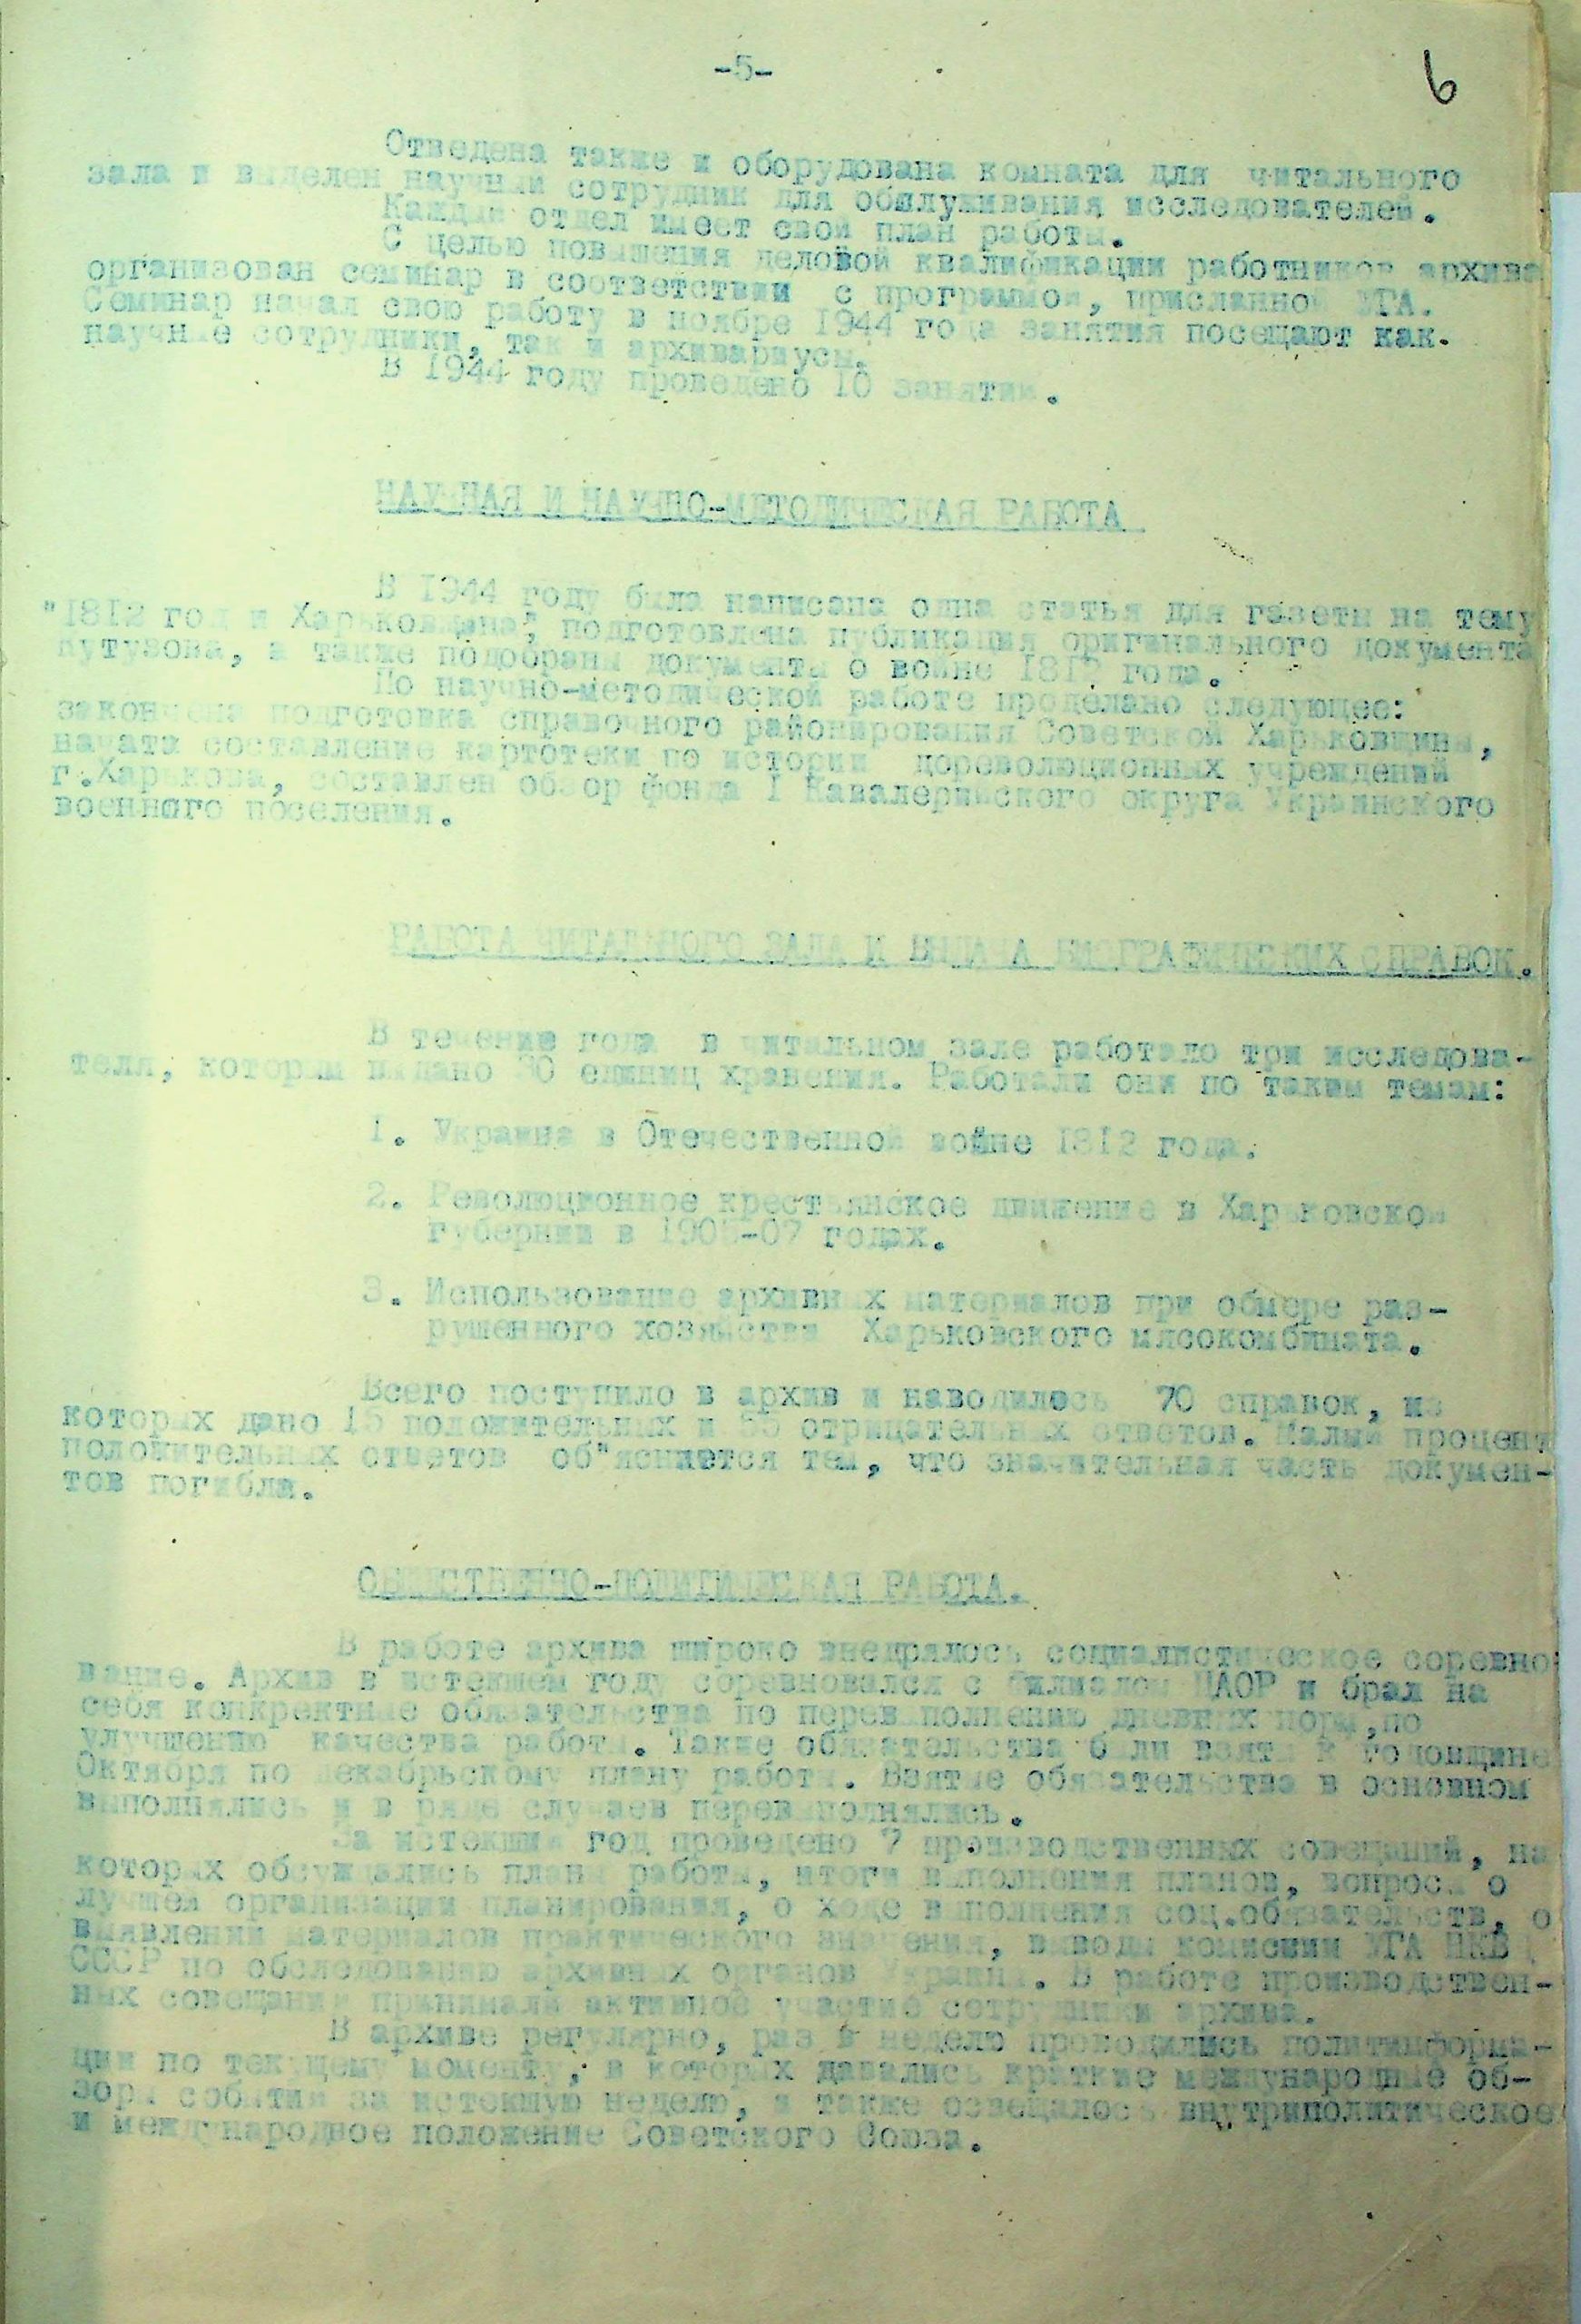 -5-
6
Отведена также и оборудована комната для читального
зала и выделен научный сотрудник для обслуживания исследователей.
Каждый отдел имеет свой план работы.
С целью повышения деловой квалификации работников архива
организован семинар в соответствии с программой, присланной УГА.
Семинар начал свою работу в ноябре 1944 года занятия посещают как.
научные сотрудники, так и архивариусы.
В 1944 году проведено 10 занятий.
НАУЧНАЯ И НАУЧНО-МЕТОДИЧЕСКАЯ РАБОТА
В 1944 году была написана одна статья для газеты на тему
"1812 год и Харьковщина", подготовлена публикация оригинального документа
Кутузова, а также подобраны документы о войне 1812 года.
По научно-методической работе проделано следующее:
закончена подготовка справочного районирования Советской Харьковщины,
начата составление картотеки по истории дореволюционных учреждений
г.Харькова, составлен обзор фонда I Кавалерийского округа Украинского
военного поселения.
РАБОТА ЧИТАЛЬНОГО ЗАЛА И ВЫДАЧА БИОГРАФИЧЕСКИХ СПРАВОК.
В течение года в читальном зале работало три исследова-
теля, которым выдано 30 единиц хранения. Работали они по таким темам:
1. Украина в Отечественной войне 1812 года.
2. Революционное крестьянское движение в Харьковской
губернии в 1905-07 годах.
3. Использование архивных материалов при обмере раз-
рушенного хозяйства Харьковского мясокомбината.
Всего поступило в архив и наводилось 70 справок, из
которых дано 15 положительных и 55 отрицательных ответов. Малый процент
положительных ответов об"ясняется тем, что значительная часть докумен-
тов погибла.
ОБЩЕСТВЕННО-ПОЛИТИЧЕСКАЯ РАБОТА.
В работе архива широко внедрялось социалистическое соревно
вание. Архив в истекшем году соревновался с филиалом ЦАОР и брал на
себя конкретные обязательства по перевыполнению дневных норм, по
улучшению качества работы. Такие обязательства были взяты к годовщине
Октября по декабрьскому плану работы. Взятые обязательства в основном
выполнялись и в ряде случаев перевыполнялись.
За истекший год проведено 7 производственных совещаний, на
которых обсуждались планы работы, итоги выполнения планов, вопросы о
лучшей организации планирования, о ходе выполнения соц.обязательств, о
выявлении материалов практического значения, выводы комиссии УГА НКВД
СССР по обследованию архивных органов Украины. В работе производствен-
ных совещаний принимали активное участие сотрудники архива.
В архиве регулярно, раз в неделю проводились политинформа-
ции по текущему моменту, в которых давались краткие международные об-
зоры событий за истекшую неделю, а также освещалось внутриполитическое
и международное положение Советского Союза.